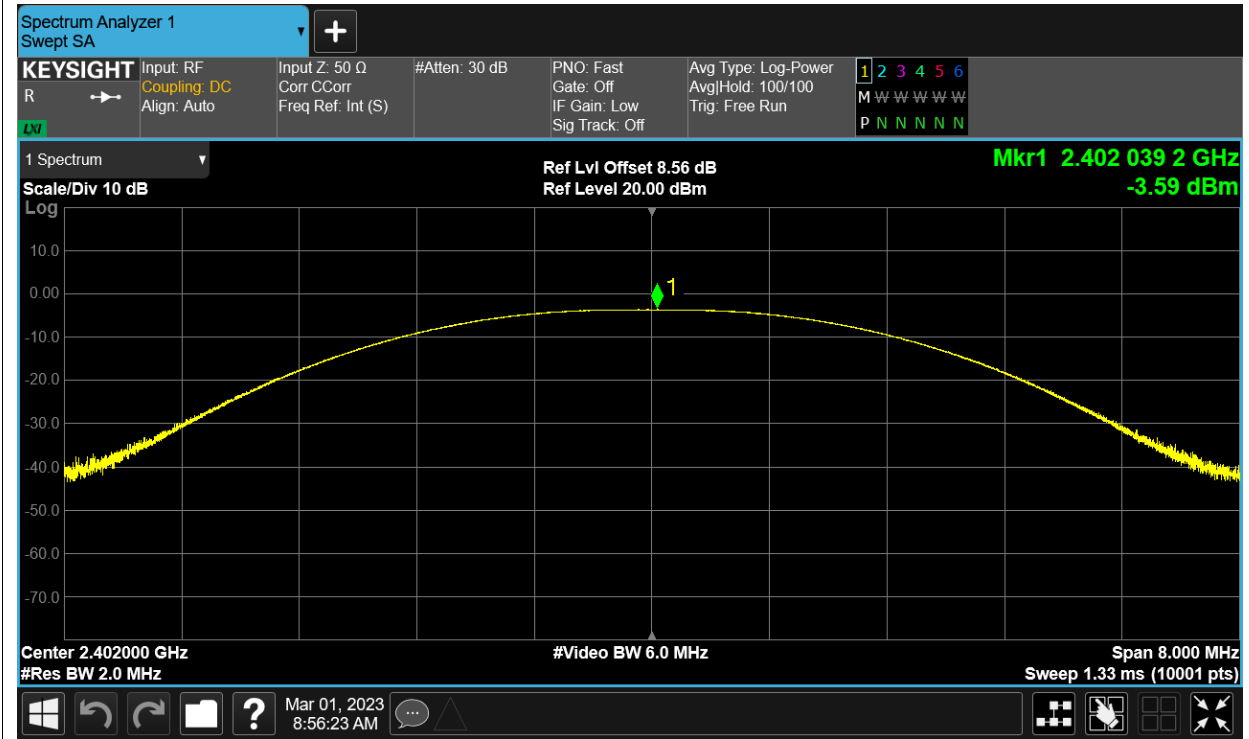 Spectrum Analyzer 1
Swept SA
KEYSIGHT
R
LXI
Input: RF
Coupling: DC
Align: Auto
Input Z: 50 Ω
Corr CCorr
Freq Ref: Int (S)
#Atten: 30 dB
PNO: Fast
Gate: Off
IF Gain: Low
Sig Track: Off
Avg Type: Log-Power
Avg|Hold: 100/100
Trig: Free Run
1 2 3 4 5 6
M W W W W W
P N N N N N
1 Spectrum
Scale/Div 10 dB
Ref Lvl Offset 8.56 dB
Ref Level 20.00 dBm
Mkr1 2.402 039 2 GHz
-3.59 dBm
Log
10.0
0.00
-10.0
-20.0
-30.0
-40.0
-50.0
-60.0
-70.0
1
Center 2.402000 GHz
#Video BW 6.0 MHz
Span 8.000 MHz
#Res BW 2.0 MHz
Sweep 1.33 ms (10001 pts)
?
Mar 01, 2023
8:56:23 AM